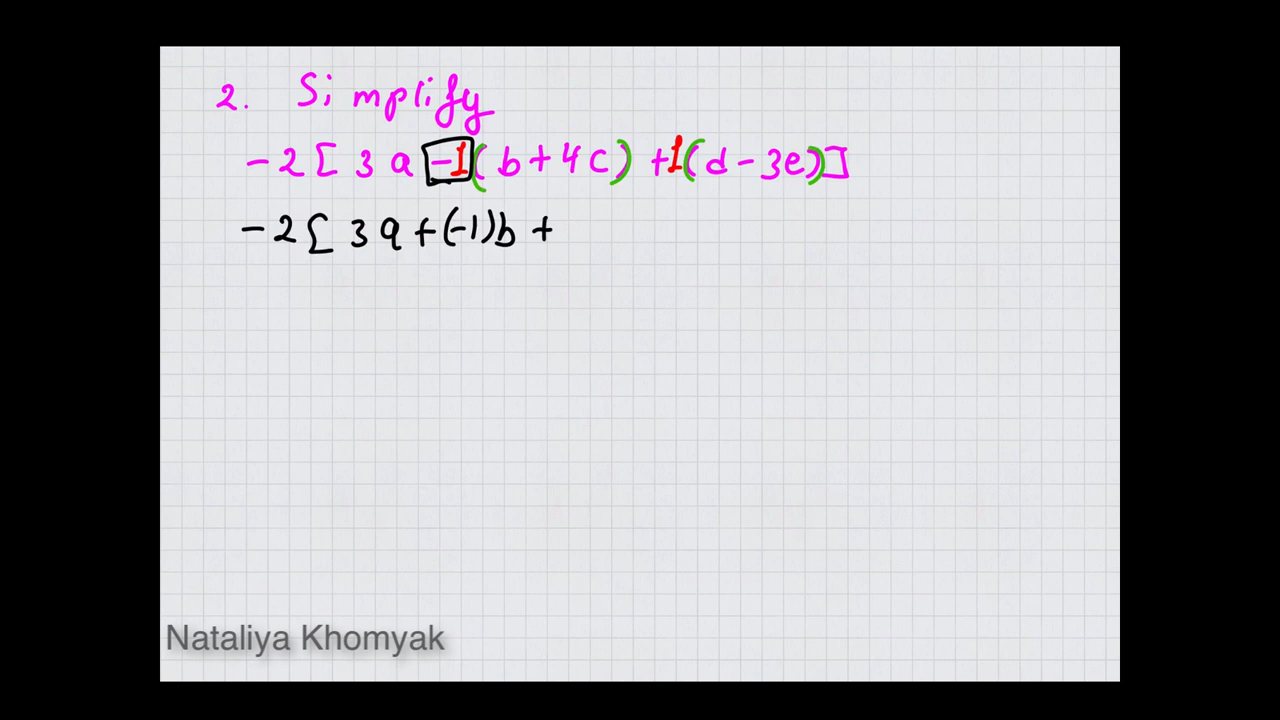 2. Simplify
-2[3a-1(b+4c)+1(d-3e)]
-2[3a+(-1)b+
Nataliya Khomyak